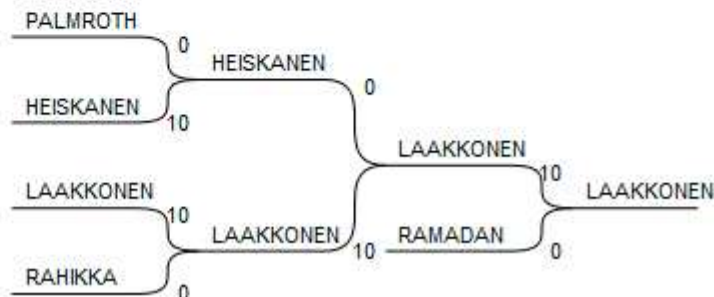 PALMROTH
0
HEISKANEN
0
HEISKANEN
10
LAAKKONEN
10
LAAKKONEN
LAAKKONEN
10
LAAKKONEN
10
RAMADAN
0
RAHIKKA
0